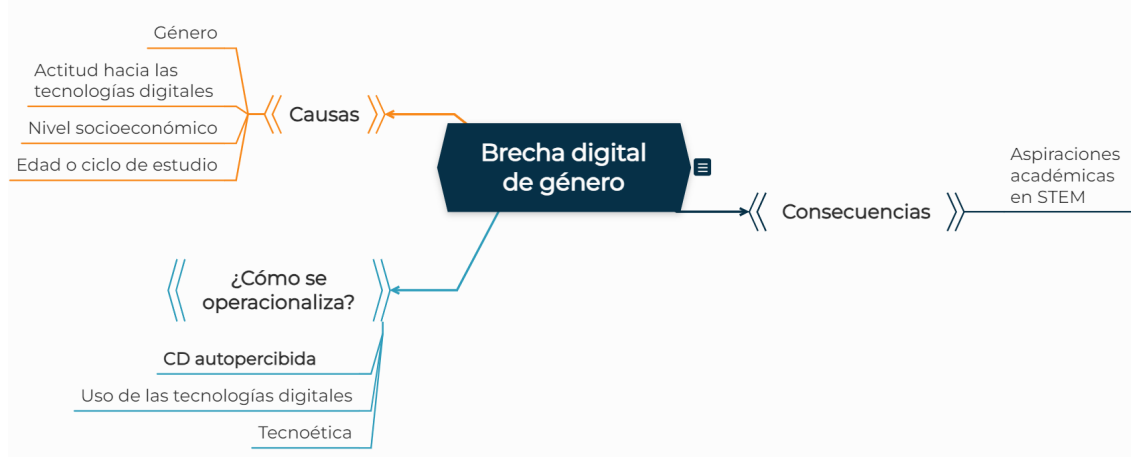 Género
Actitud hacia las
tecnologías digitales
Nivel socioeconómico
Edad o ciclo de estudio
Causas
Brecha digital
de género
Consecuencias
Aspiraciones
académicas
en STEM
¿Cómo se
operacionaliza?
CD autopercibida
Uso de las tecnologías digitales
Tecnoética